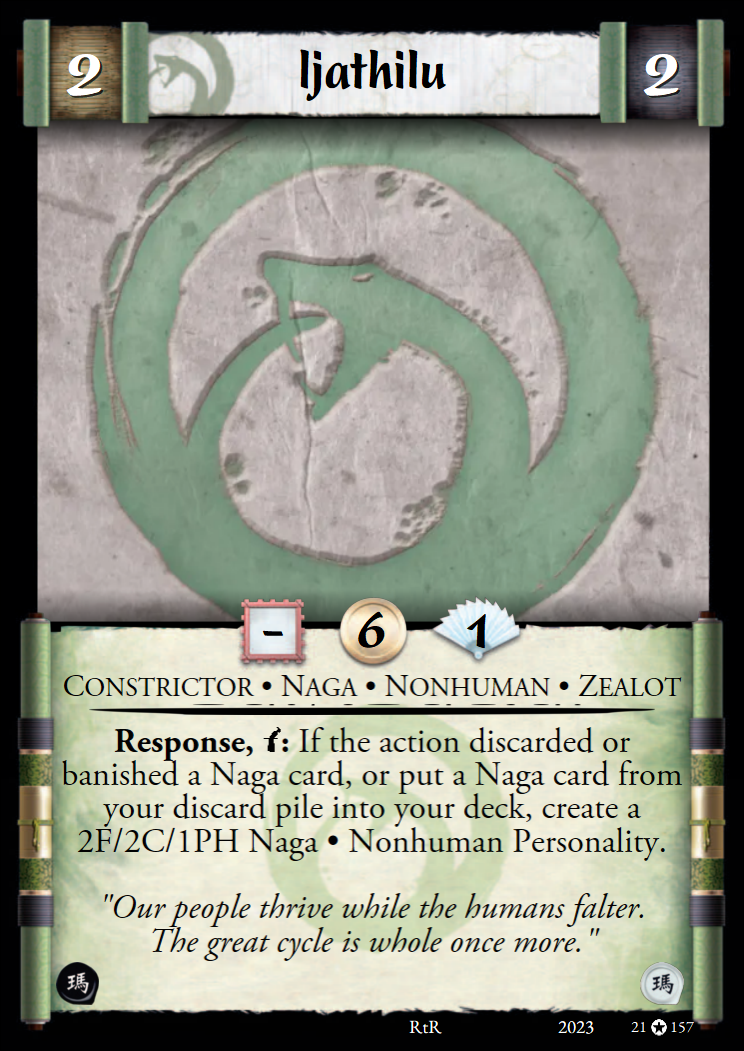 2 Ijathilu 2
- 6 1
CONSTRICTOR • NAGA • NONHUMAN • ZEALOT
Response, : If the action discarded or
banished a Naga card, or put a Naga card from
your discard pile into your deck, create a
2F/2C/1PH Naga • Nonhuman Personality.
"Our people thrive while the humans falter.
The great cycle is whole once more."
瑪 瑪
RtR 2023 21 157